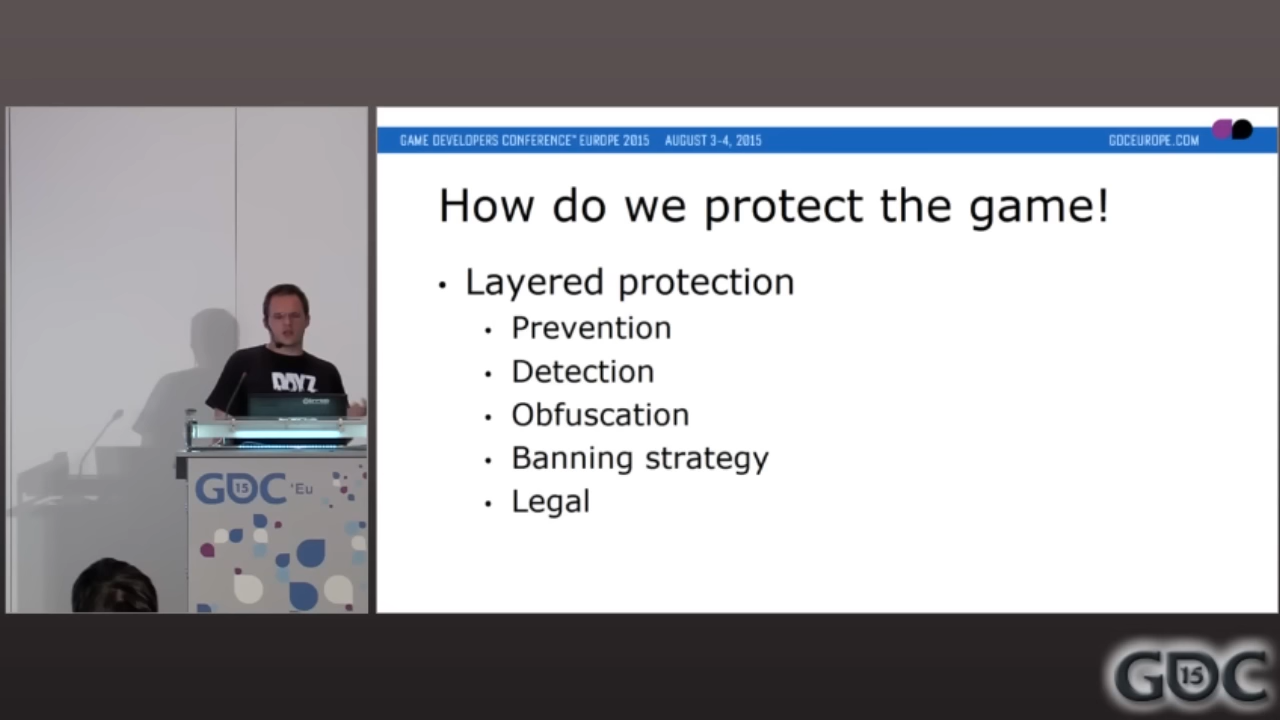 GAME DEVELOPERS CONFERENCE™ EUROPE 2015 AUGUST 3-4, 2015
GDCEUROPE.COM
How do we protect the game!
• Layered protection
• Prevention
• Detection
• Obfuscation
• Banning strategy
• Legal
DAYZ
GDC 15 'Eu
GDC 15